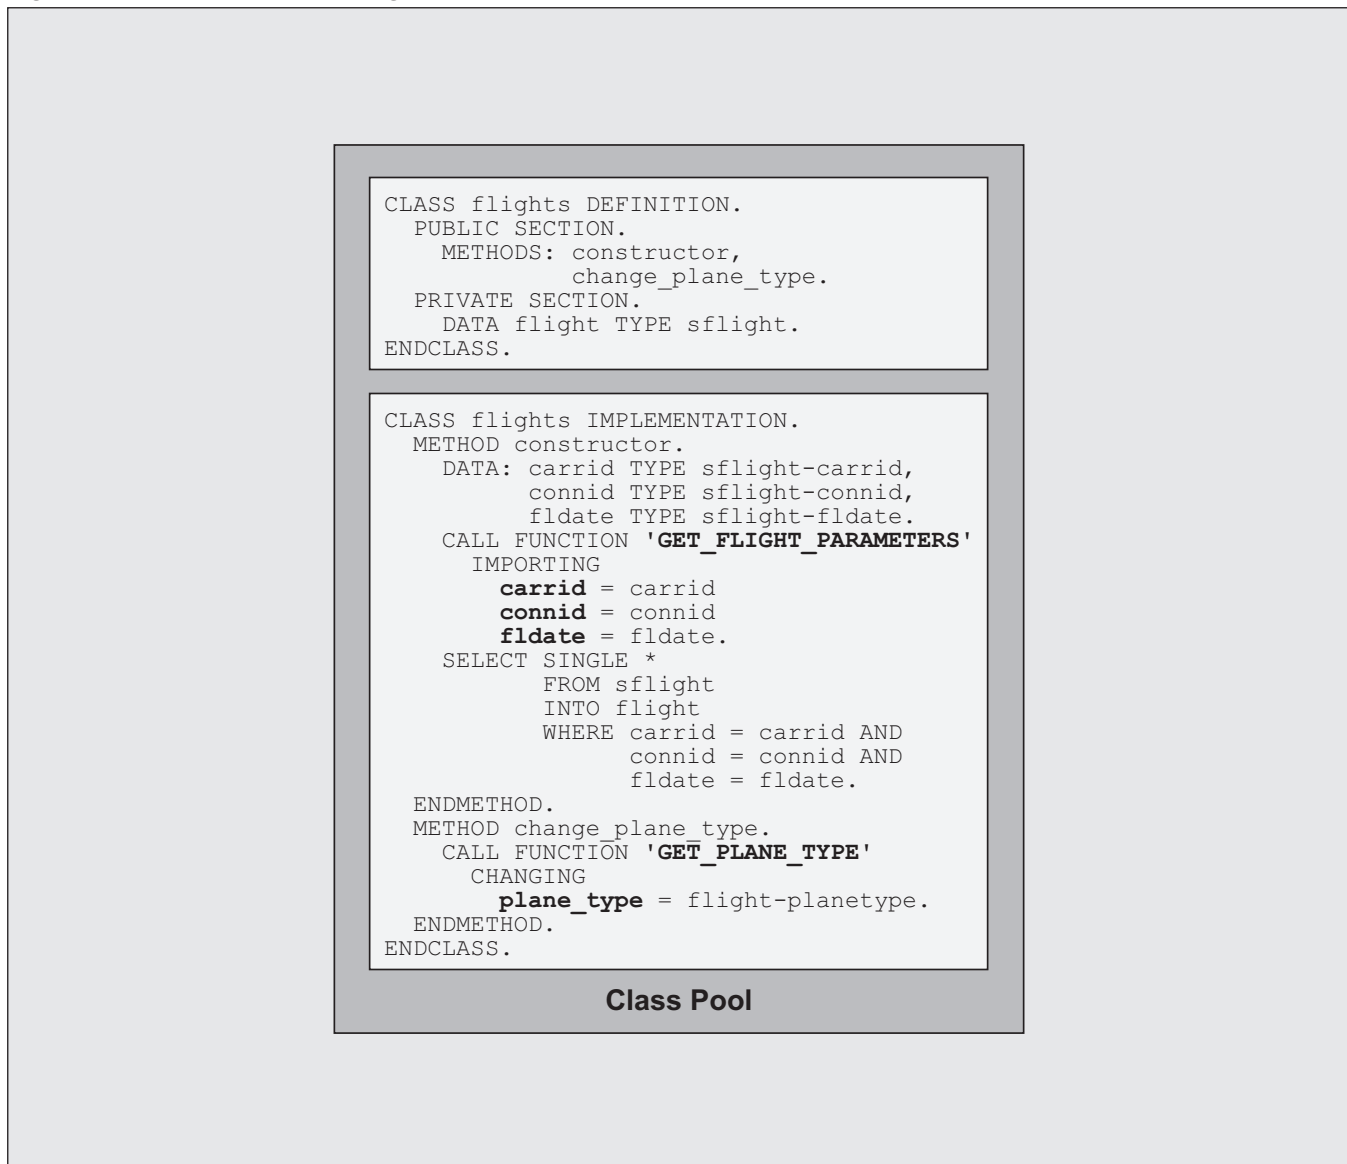 CLASS flights DEFINITION.
  PUBLIC SECTION.
    METHODS: constructor,
             change_plane_type.
  PRIVATE SECTION.
    DATA flight TYPE sflight.
ENDCLASS.
CLASS flights IMPLEMENTATION.
  METHOD constructor.
    DATA: carrid TYPE sflight-carrid,
          connid TYPE sflight-connid,
          fldate TYPE sflight-fldate.
    CALL FUNCTION 'GET_FLIGHT_PARAMETERS'
      IMPORTING
        carrid = carrid
        connid = connid
        fldate = fldate.
    SELECT SINGLE *
           FROM sflight
           INTO flight
           WHERE carrid = carrid AND
                 connid = connid AND
                 fldate = fldate.
  ENDMETHOD.
  METHOD change_plane_type.
    CALL FUNCTION 'GET_PLANE_TYPE'
      CHANGING
        plane_type = flight-planetype.
  ENDMETHOD.
ENDCLASS.
Class Pool